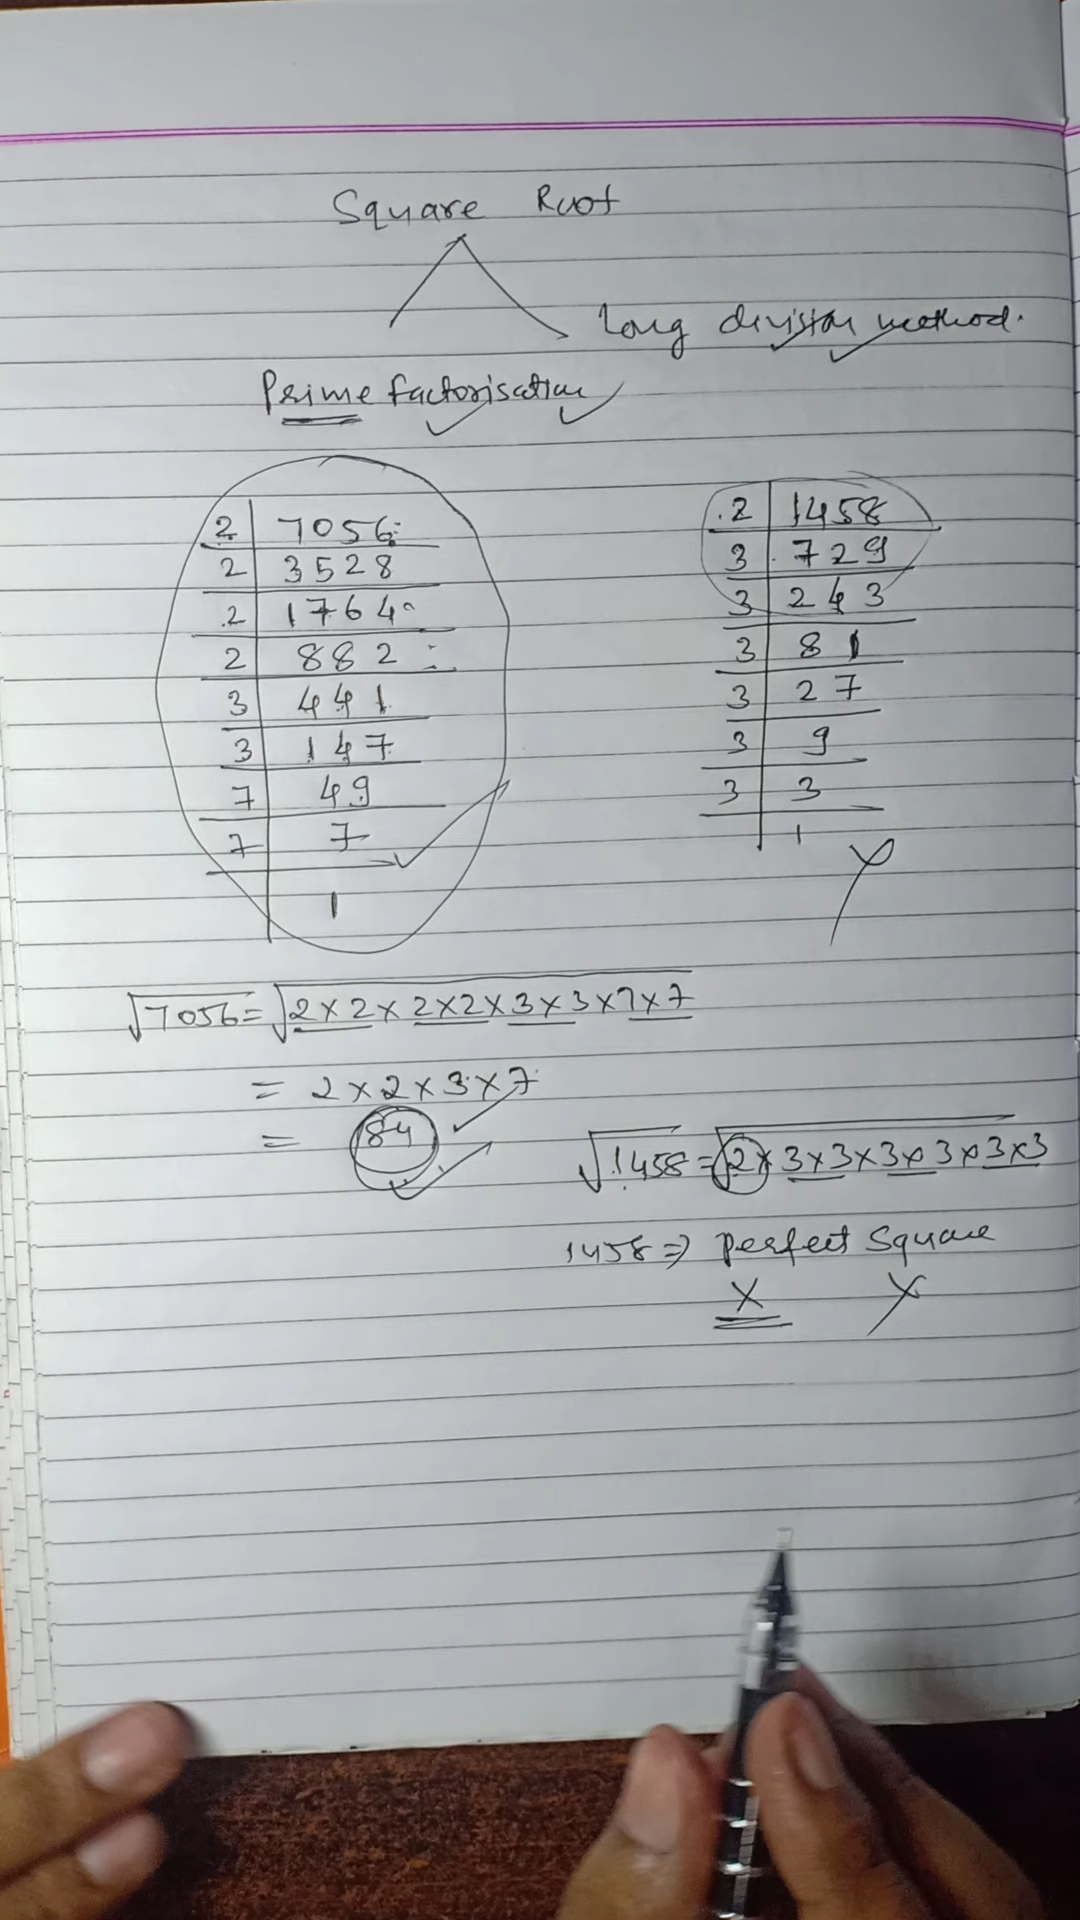 Square Root
long division method.
Prime factorisation
2 | 7056
2 | 3528
2 | 1764
2 | 882
3 | 441
3 | 147
7 | 49
7 | 7
1
2 | 1458
3 | 729
3 | 243
3 | 81
3 | 27
3 | 9
3 | 3
1
√7056 = √2×2×2×2×3×3×7×7
= 2×2×3×7
= 84
√1458 = √2×3×3×3×3×3×3
1458 ⇒ perfect square
X X